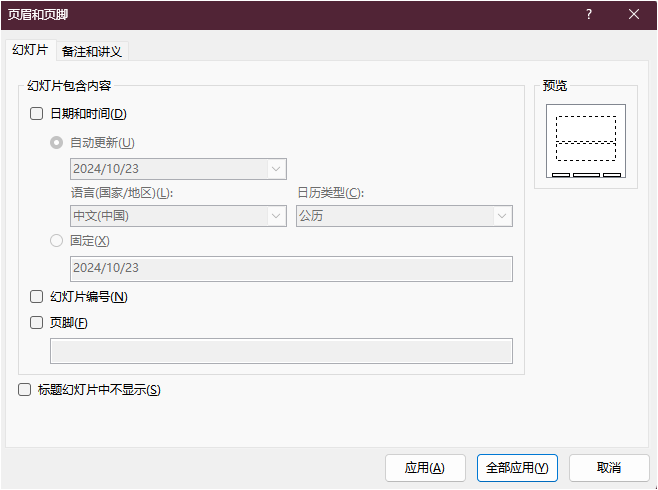 页眉和页脚
幻灯片 备注和讲义
幻灯片包含内容
预览
日期和时间(D)
自动更新(U)
2024/10/23
语言(国家/地区)(L): 日历类型(C):
中文(中国) 公历
固定(X)
2024/10/23
幻灯片编号(N)
页脚(F)
标题幻灯片中不显示(S)
应用(A) 全部应用(Y) 取消